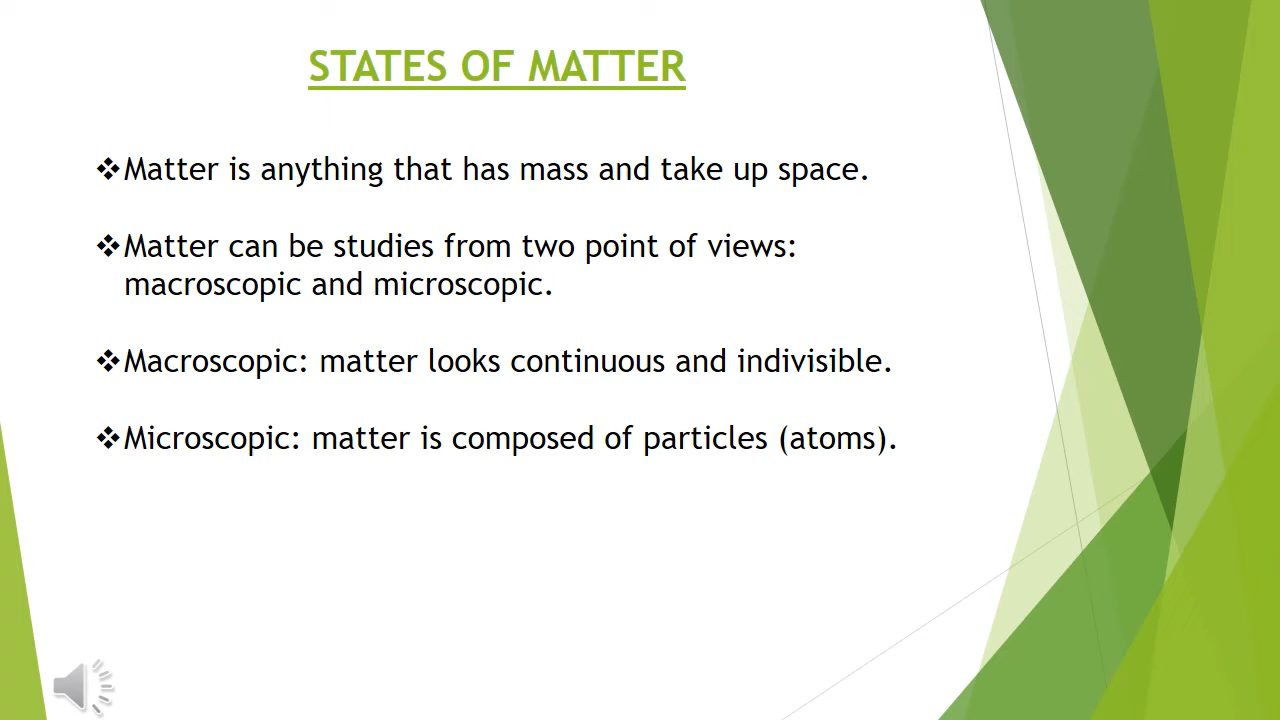 STATES OF MATTER
❖Matter is anything that has mass and take up space.
❖Matter can be studies from two point of views:
macroscopic and microscopic.
❖Macroscopic: matter looks continuous and indivisible.
❖Microscopic: matter is composed of particles (atoms).